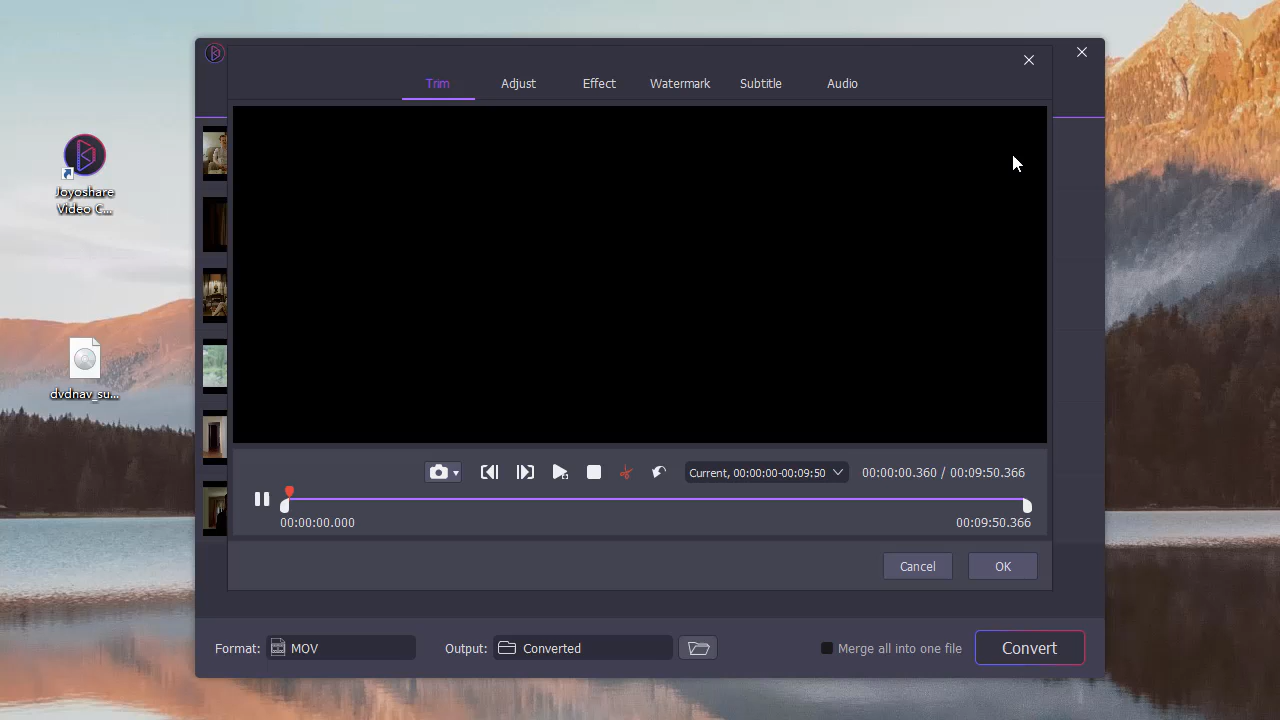 Trim Adjust Effect Watermark Subtitle Audio
Joyoshare
Video C...
dvdnav_su...
Current, 00:00:00-00:09:50 00:00:00.360 / 00:09:50.366
00:00:00.000 00:09:50.366
Cancel OK
Format: MOV Output: Converted Merge all into one file Convert